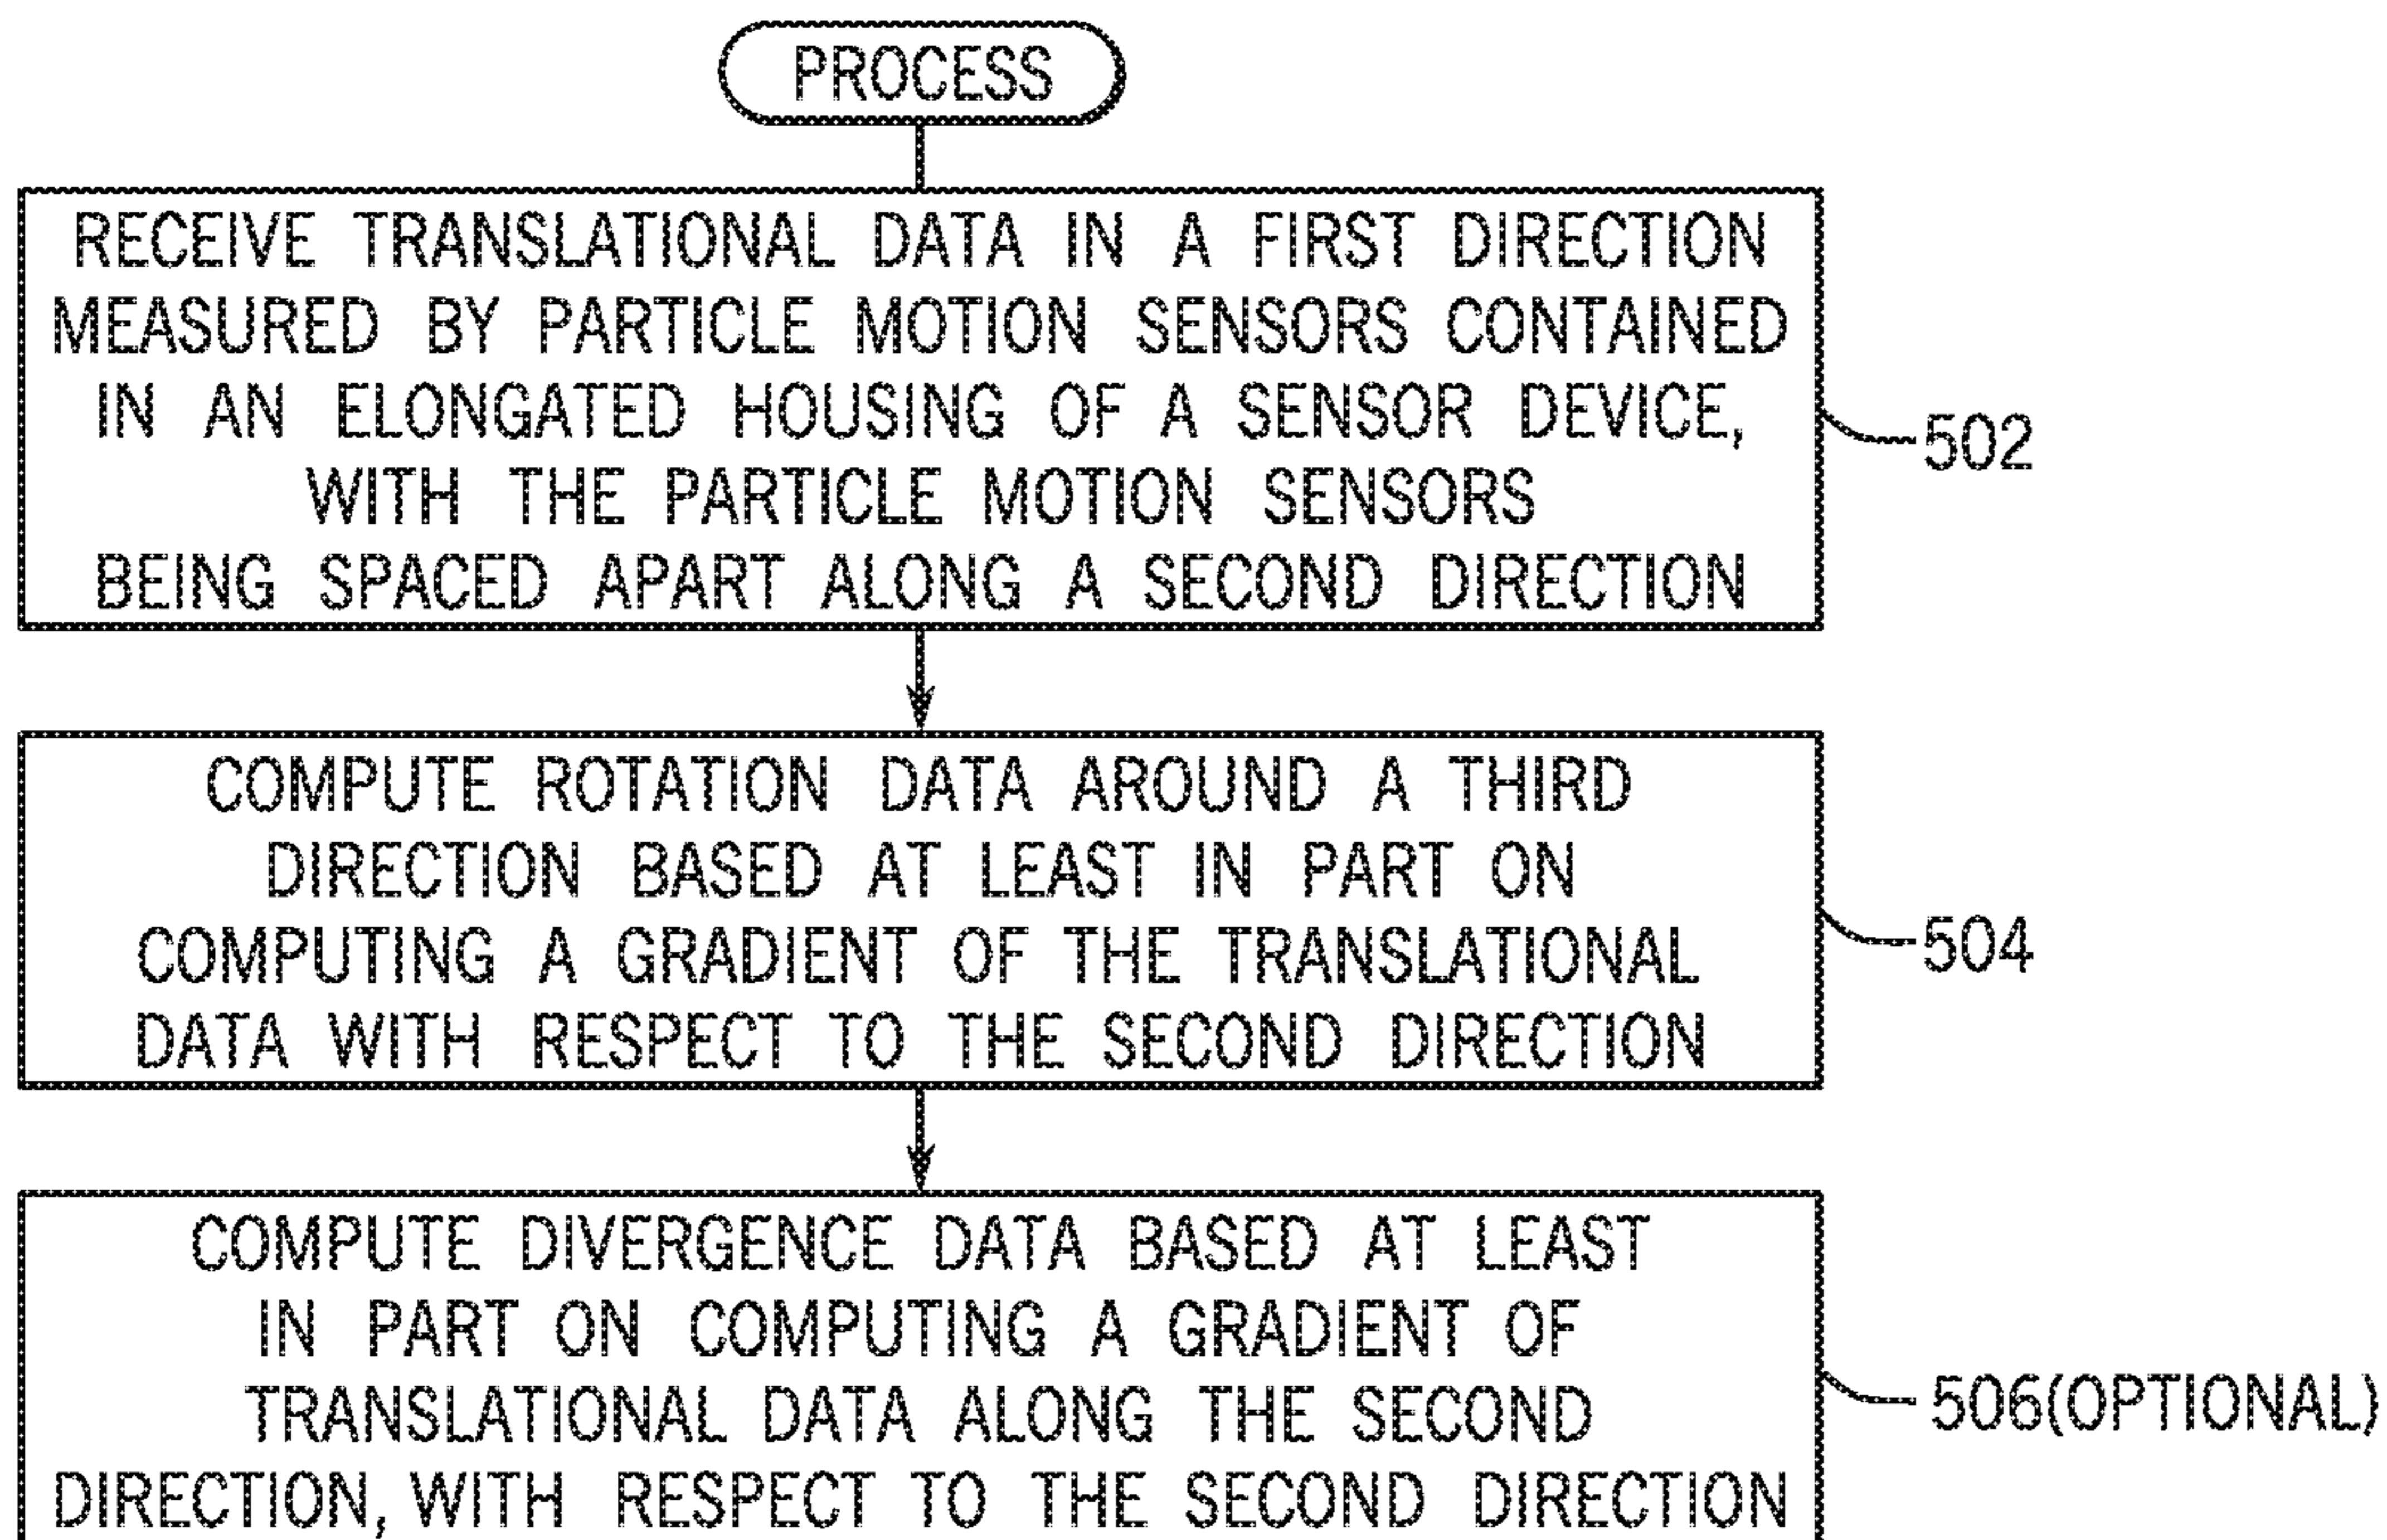 PROCESS
RECEIVE TRANSLATIONAL DATA IN A FIRST DIRECTION
MEASURED BY PARTICLE MOTION SENSORS CONTAINED
IN AN ELONGATED HOUSING OF A SENSOR DEVICE,
WITH THE PARTICLE MOTION SENSORS
BEING SPACED APART ALONG A SECOND DIRECTION
502
COMPUTE ROTATION DATA AROUND A THIRD
DIRECTION BASED AT LEAST IN PART ON
COMPUTING A GRADIENT OF THE TRANSLATIONAL
DATA WITH RESPECT TO THE SECOND DIRECTION
504
COMPUTE DIVERGENCE DATA BASED AT LEAST
IN PART ON COMPUTING A GRADIENT OF
TRANSLATIONAL DATA ALONG THE SECOND
DIRECTION, WITH RESPECT TO THE SECOND DIRECTION
506(OPTIONAL)